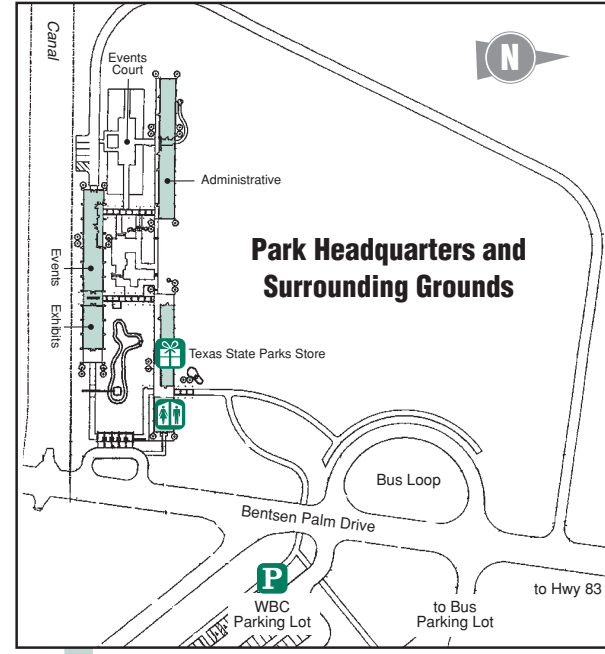 Canal
Events
Court
N
Administrative
Park Headquarters and
Surrounding Grounds
Events
Exhibits
Texas State Parks Store
Bus Loop
Bentsen Palm Drive
P
WBC
Parking Lot
to Bus
Parking Lot
to Hwy 83